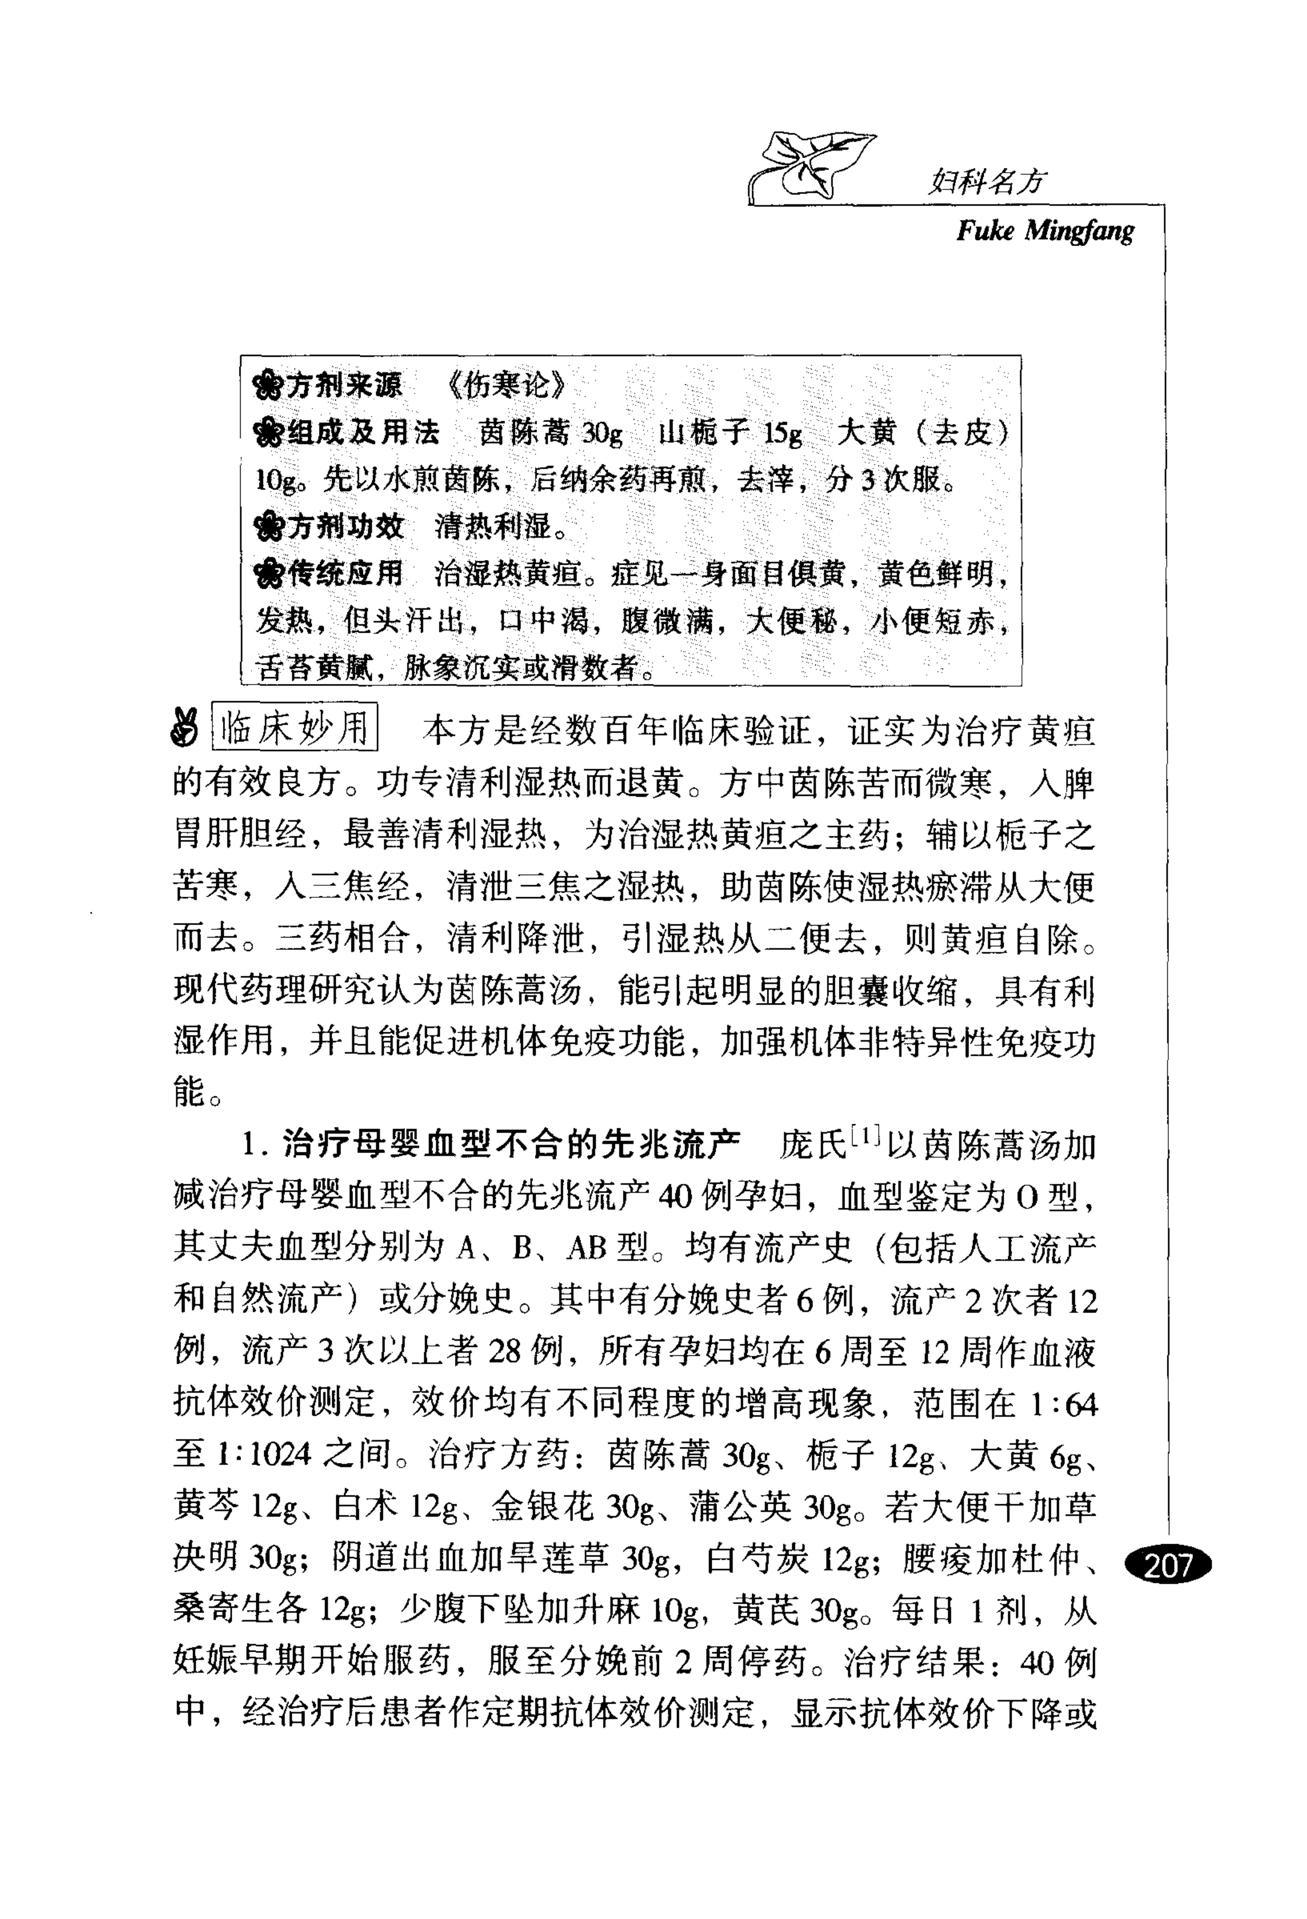 妇科名方
Fuke Mingfang
方剂来源 《伤寒论》
组成及用法 茵陈蒿 30g 山栀子 15g 大黄（去皮）
10g。先以水煎茵陈，后纳余药再煎，去滓，分 3 次服。
方剂功效 清热利湿。
传统应用 治湿热黄疸。症见一身面目俱黄，黄色鲜明，
发热，但头汗出，口中渴，腹微满，大便秘，小便短赤，
舌苔黄腻，脉象沉实或滑数者。
临床妙用 本方是经数百年临床验证，证实为治疗黄疸
的有效良方。功专清利湿热而退黄。方中茵陈苦而微寒，入脾
胃肝胆经，最善清利湿热，为治湿热黄疸之主药；辅以栀子之
苦寒，入三焦经，清泄三焦之湿热，助茵陈使湿热瘀滞从大便
而去。三药相合，清利降泄，引湿热从二便去，则黄疸自除。
现代药理研究认为茵陈蒿汤，能引起明显的胆囊收缩，具有利
湿作用，并且能促进机体免疫功能，加强机体非特异性免疫功
能。
1. 治疗母婴血型不合的先兆流产 庞氏[1]以茵陈蒿汤加
减治疗母婴血型不合的先兆流产 40 例孕妇，血型鉴定为 O 型，
其丈夫血型分别为 A、B、AB 型。均有流产史（包括人工流产
和自然流产）或分娩史。其中有分娩史者 6 例，流产 2 次者 12
例，流产 3 次以上者 28 例，所有孕妇均在 6 周至 12 周作血液
抗体效价测定，效价均有不同程度的增高现象，范围在 1:64
至 1:1024 之间。治疗方药：茵陈蒿 30g、栀子 12g、大黄 6g、
黄芩 12g、白术 12g、金银花 30g、蒲公英 30g。若大便干加草
决明 30g；阴道出血加旱莲草 30g，白芍炭 12g；腰痠加杜仲、
桑寄生各 12g；少腹下坠加升麻 10g，黄芪 30g。每日 1 剂，从
妊娠早期开始服药，服至分娩前 2 周停药。治疗结果：40 例
中，经治疗后患者作定期抗体效价测定，显示抗体效价下降或
207